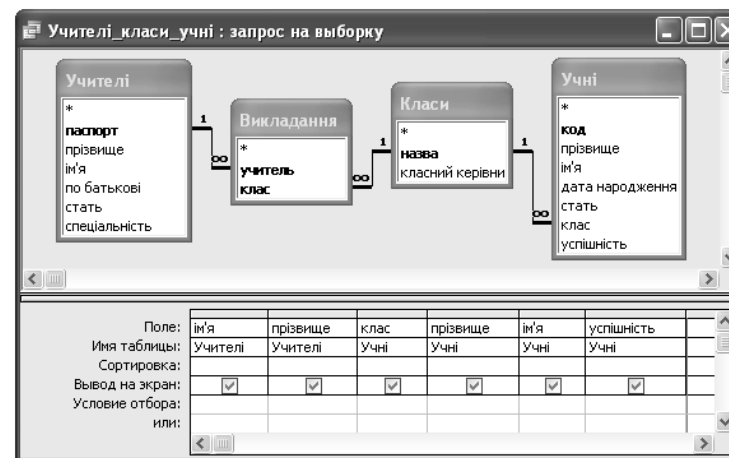 Учителі_класи_учні : запрос на выборку
Учителі
*
паспорт
прізвище
ім'я
по батькові
стать
спеціальність
1
∞
Викладання
*
учитель
клас
∞
1
Класи
*
назва
класний керівни
1
∞
Учні
*
код
прізвище
ім'я
дата народження
стать
клас
успішність
Поле: ім'я прізвище клас прізвище ім'я успішність
Имя таблицы: Учителі Учителі Учні Учні Учні Учні
Сортировка:
Вывод на экран:
Условие отбора:
или: